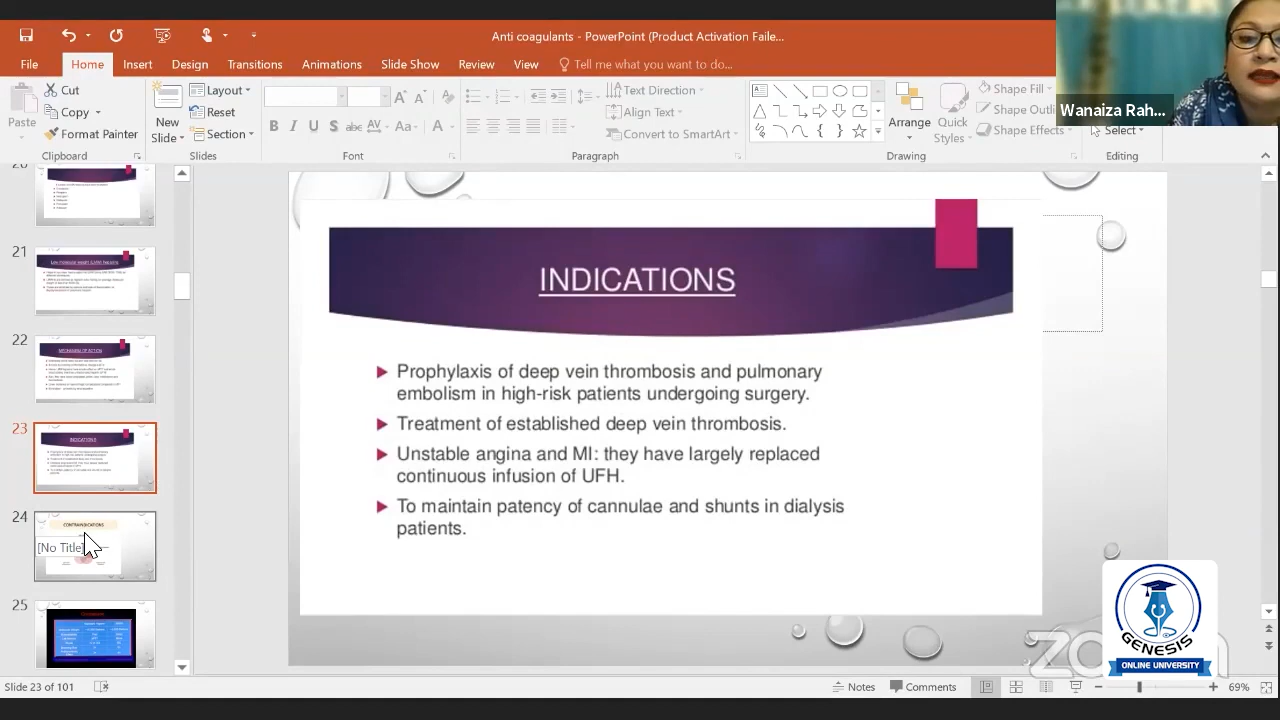 Anti coagulants - PowerPoint (Product Activation Faile...
File Home Insert Design Transitions Animations Slide Show Review View Tell me what you want to do...
Wanaiza Rah...
Paste
Cut
Copy
Format Painter
Clipboard
New Slide
Layout
Reset
Section
Slides
Font
Text Direction
Align Text
Convert to SmartArt
Paragraph
Arrange
Quick Styles
Shape Fill
Shape Outli
Shape Effects
Drawing
Select
Editing
21
22
MECHANISM OF ACTION
23
INDICATIONS
24
CONTRAINDICATIONS
[No Title]
25
INDICATIONS
Prophylaxis of deep vein thrombosis and pulmonary
embolism in high-risk patients undergoing surgery.
Treatment of established deep vein thrombosis.
Unstable angina and MI: they have largely replaced
continuous infusion of UFH.
To maintain patency of cannulae and shunts in dialysis
patients.
GENESIS
ONLINE UNIVERSITY
Slide 23 of 101
Notes
Comments
69%